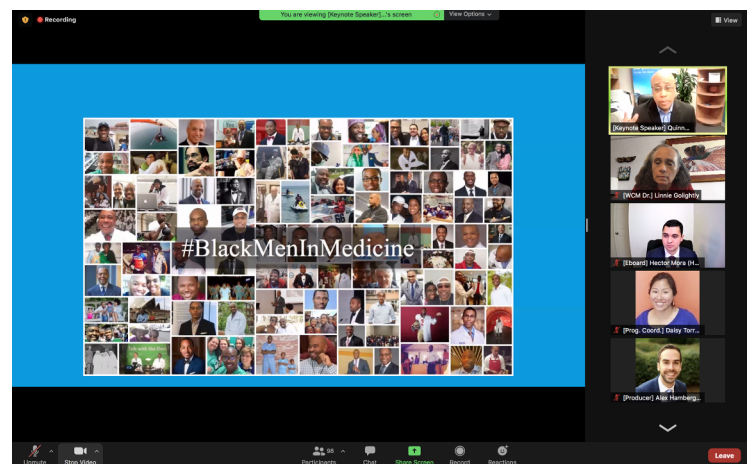 Recording
You are viewing [Keynote Speaker]...'s screen
View Options
View
#BlackMenInMedicine
[Keynote Speaker] Quinn...
[WCM Dr.] Linnie Golightly
[Eboard] Hector Mora (H...
[Prog. Coord.] Daisy Torr...
[Producer] Alex Hamberg...
Unmute
Stop Video
98
Participants
Chat
Share Screen
Record
Reactions
Leave